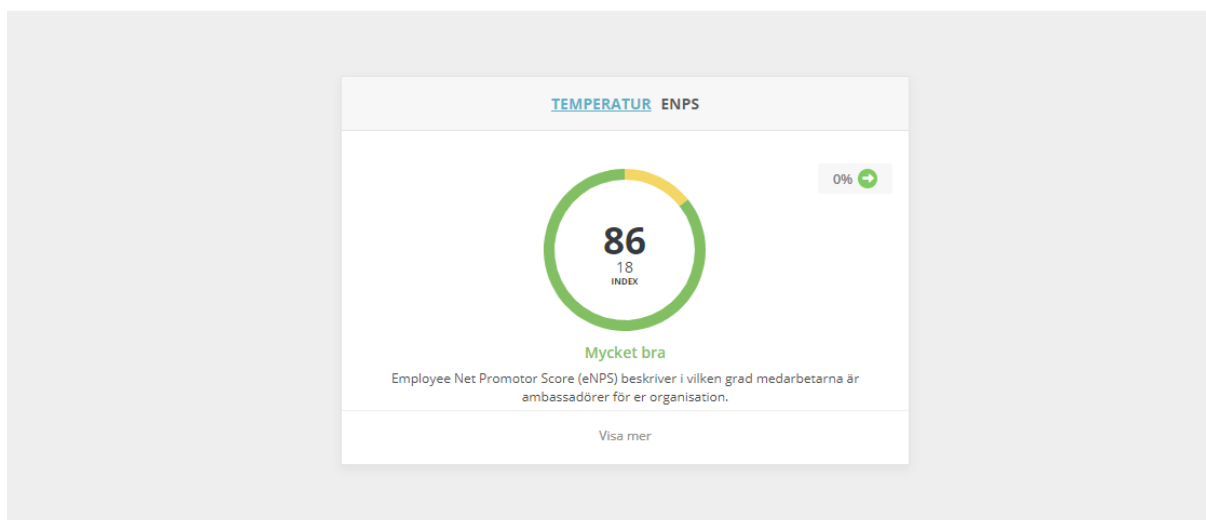 TEMPERATUR ENPS
0%
86
18
INDEX
Mycket bra
Employee Net Promotor Score (eNPS) beskriver i vilken grad medarbetarna är
ambassadörer för er organisation.
Visa mer